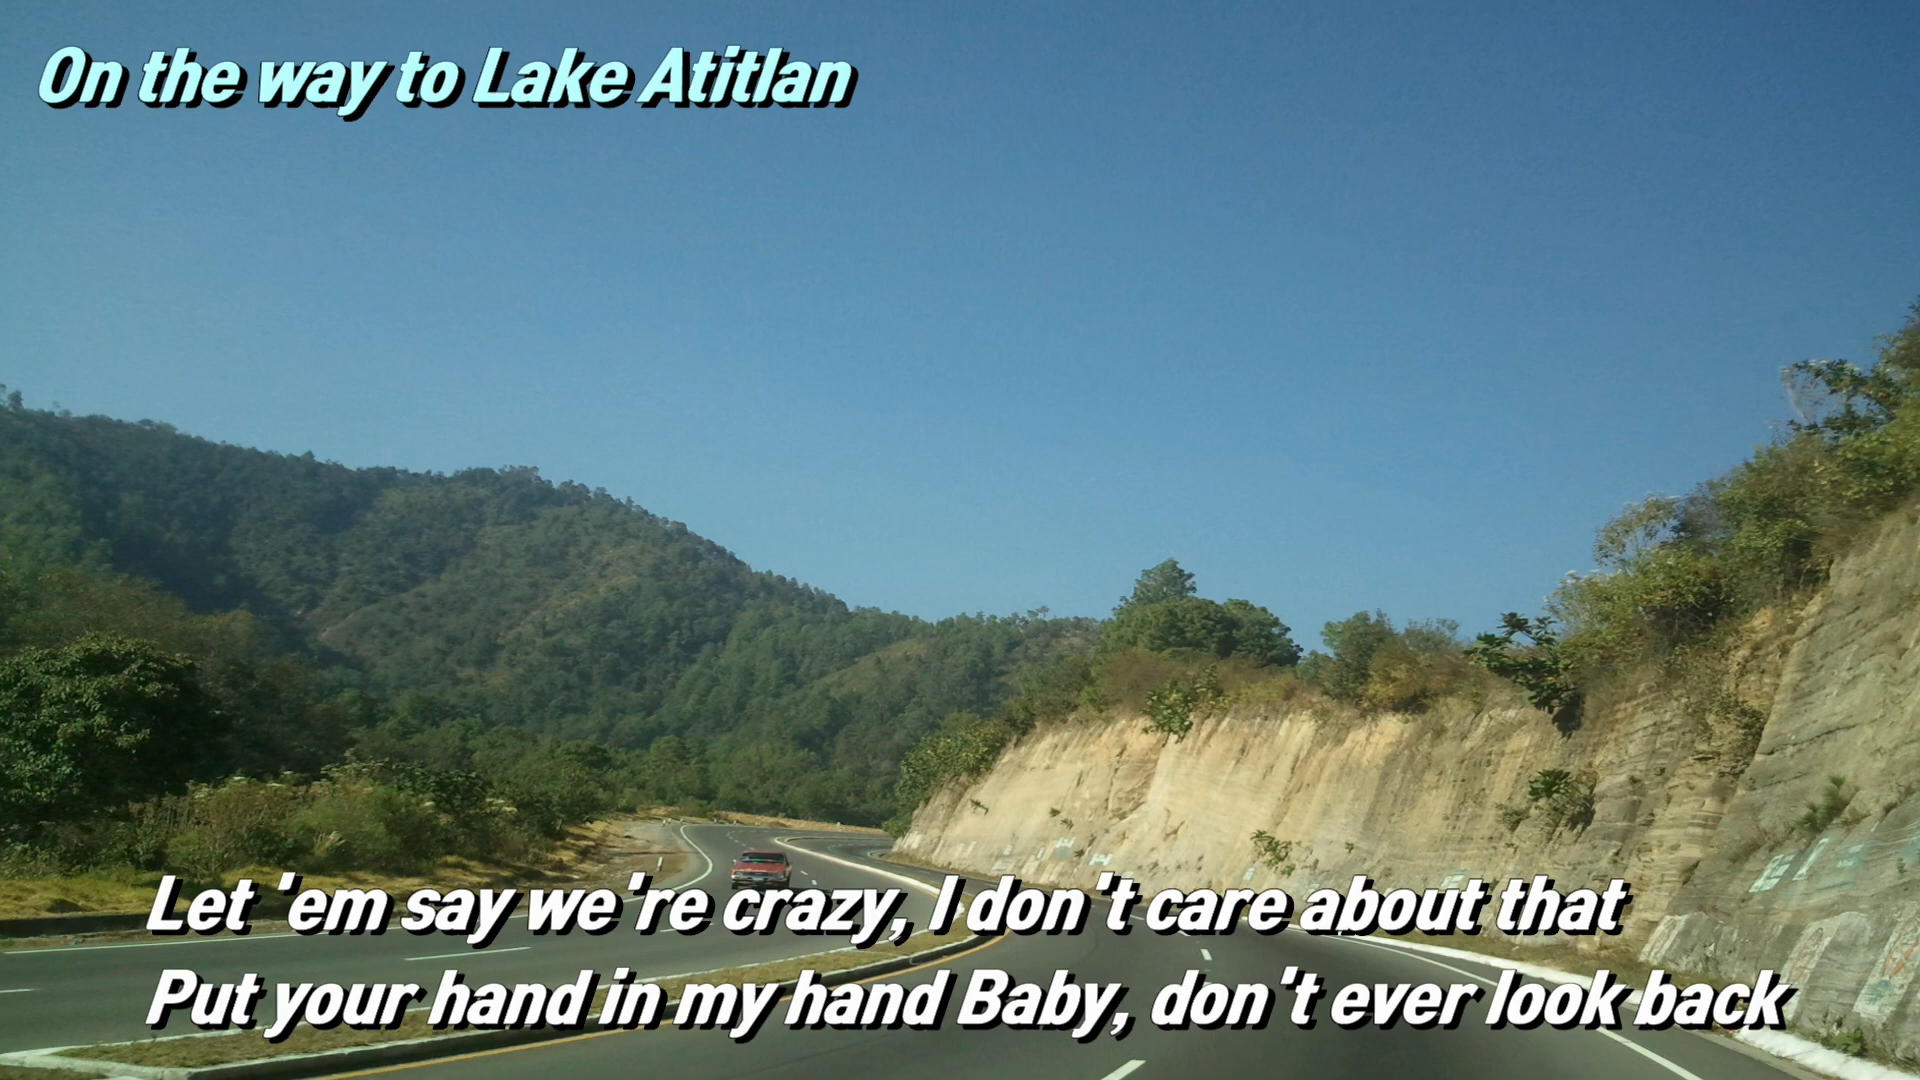 On the way to Lake Atitlan
Let 'em say we're crazy, I don't care about that
Put your hand in my hand Baby, don't ever look back